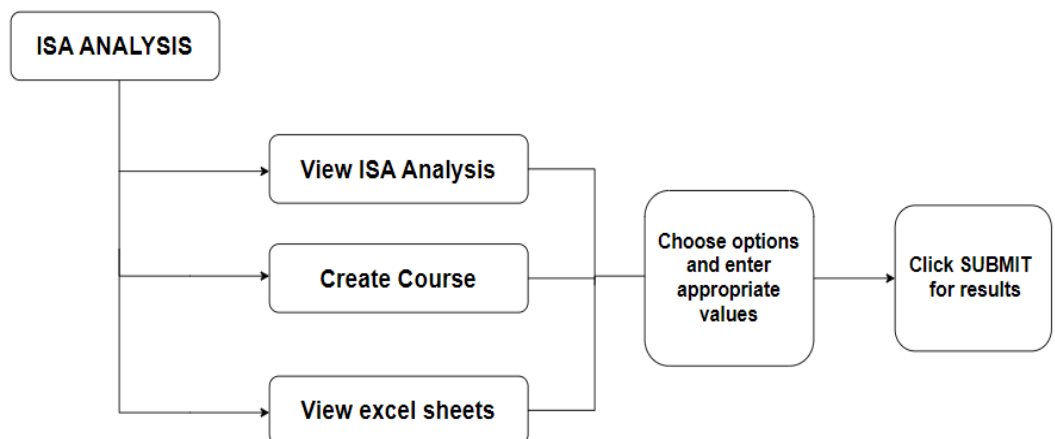 ISA ANALYSIS
View ISA Analysis
Create Course
View excel sheets
Choose options
and enter
appropriate
values
Click SUBMIT
for results